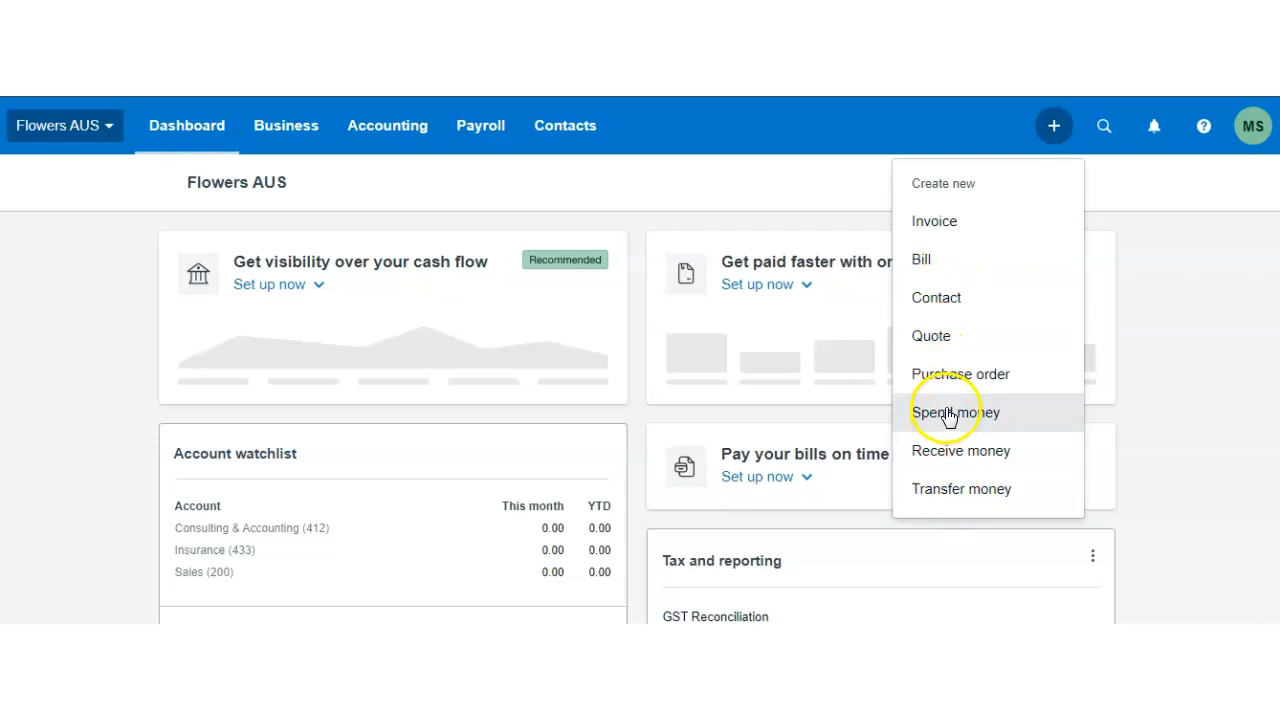 Flowers AUS
Dashboard
Business
Accounting
Payroll
Contacts
MS
Flowers AUS
Create new
Invoice
Bill
Contact
Quote
Purchase order
Spend money
Receive money
Transfer money
Get visibility over your cash flow
Recommended
Set up now
Get paid faster with
Set up now
Account watchlist
Account This month YTD
Consulting & Accounting (412) 0.00 0.00
Insurance (433) 0.00 0.00
Sales (200) 0.00 0.00
Pay your bills on time
Set up now
Tax and reporting
GST Reconciliation